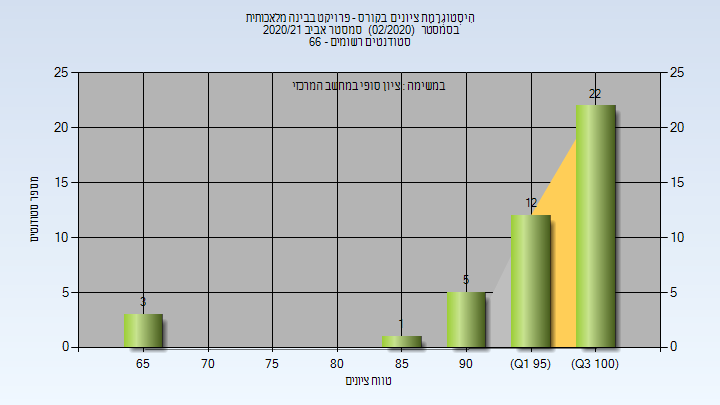 היסטוגרמת ציונים בקורס - פרויקט בבינה מלאכותית
בסמסטר (02/2020) סמסטר אביב 2020/21
סטודנטים רשומים - 66
במשימה : ציון סופי במחשב המרכזי
מספר סטודנטים
25 25
20 20
15 15
10 10
5 5
0 0
3 1 5 12 22
65 70 75 80 85 90 (Q1 95) (Q3 100)
טווח ציונים